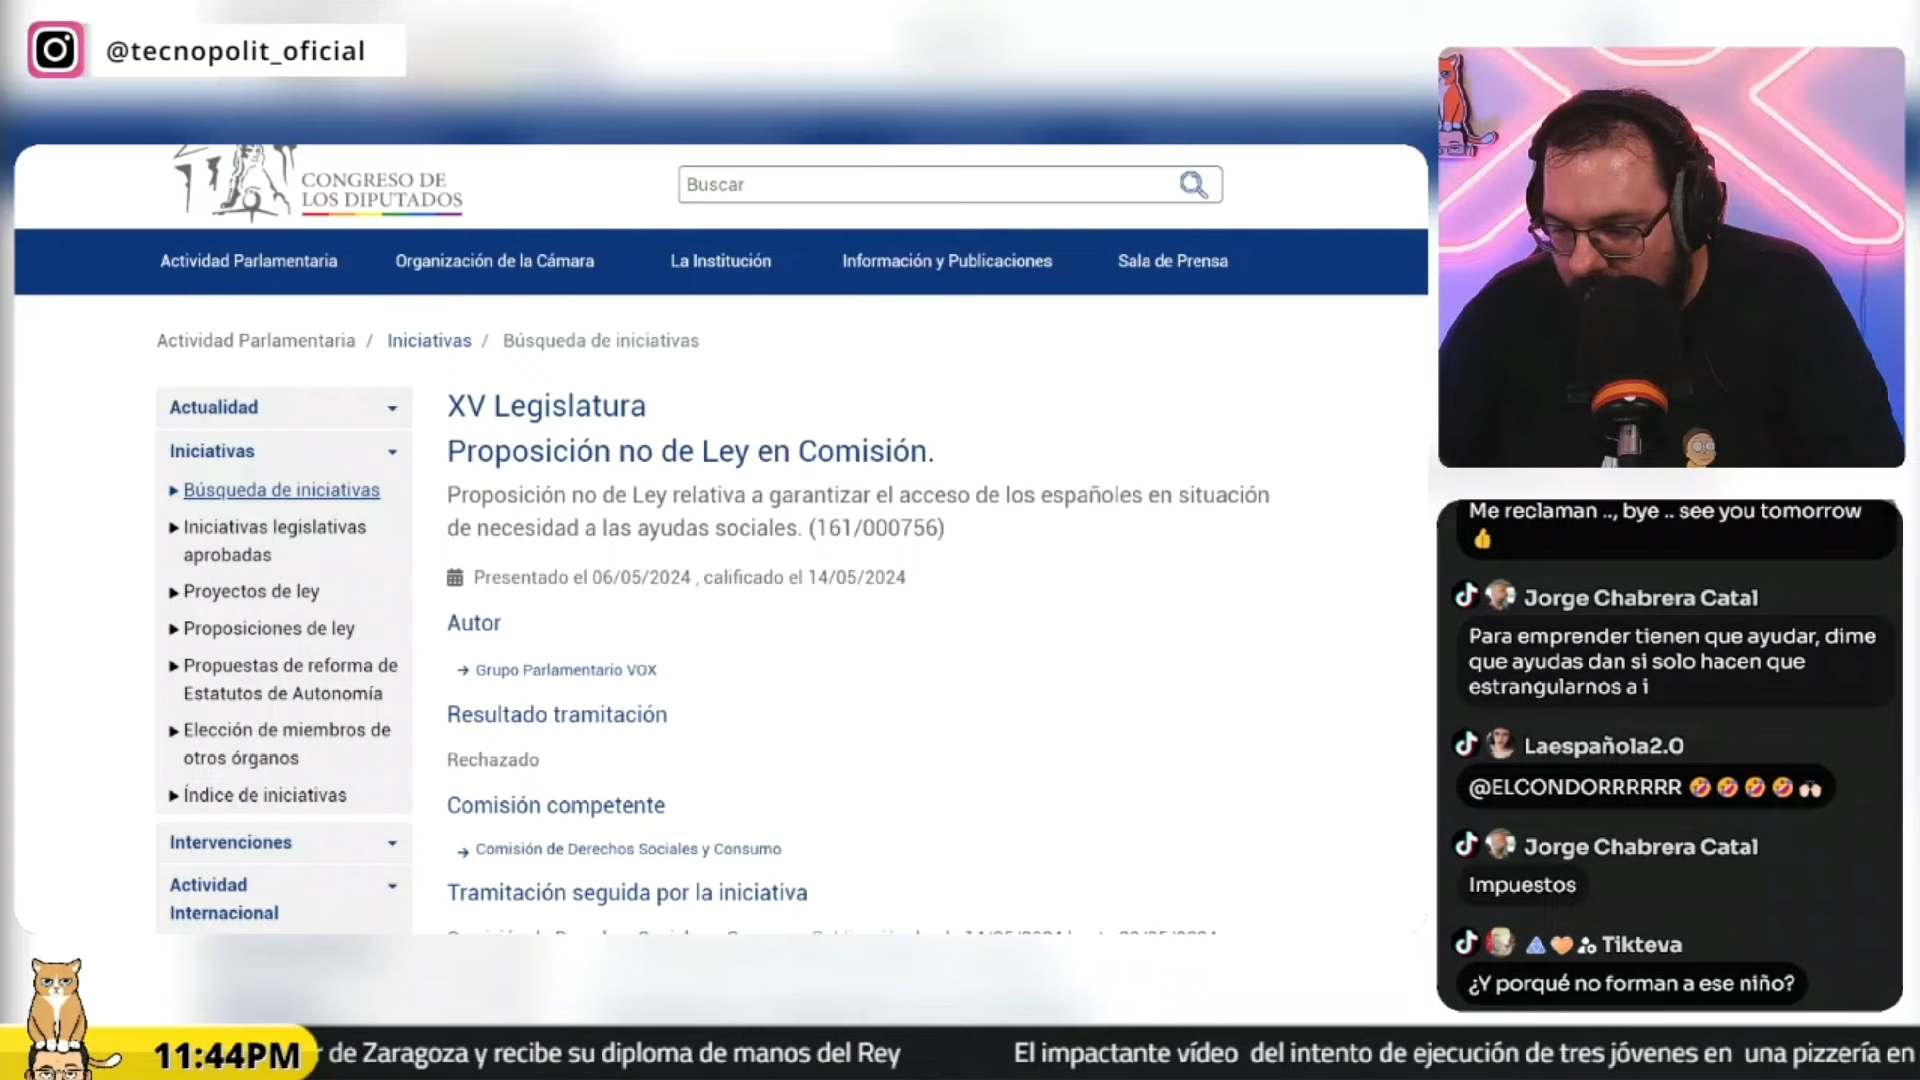 @tecnopolit_oficial
CONGRESO DE
LOS DIPUTADOS
Buscar
Actividad Parlamentaria
Organización de la Cámara
La Institución
Información y Publicaciones
Sala de Prensa
Actividad Parlamentaria / Iniciativas / Búsqueda de iniciativas
Actualidad
Iniciativas
Búsqueda de iniciativas
Iniciativas legislativas
aprobadas
Proyectos de ley
Proposiciones de ley
Propuestas de reforma de
Estatutos de Autonomía
Elección de miembros de
otros órganos
Índice de iniciativas
Intervenciones
Actividad
Internacional
XV Legislatura
Proposición no de Ley en Comisión.
Proposición no de Ley relativa a garantizar el acceso de los españoles en situación
de necesidad a las ayudas sociales. (161/000756)
Presentado el 06/05/2024 , calificado el 14/05/2024
Autor
→ Grupo Parlamentario VOX
Resultado tramitación
Rechazado
Comisión competente
→ Comisión de Derechos Sociales y Consumo
Tramitación seguida por la iniciativa
Me reclaman .., bye .. see you tomorrow
👍
Jorge Chabrera Catal
Para emprender tienen que ayudar, dime
que ayudas dan si solo hacen que
estrangularnos a i
Laespañola2.0
@ELCONDORRRRRR 🤣🤣🤣🤣🙌🏻
Jorge Chabrera Catal
Impuestos
Tikteva
¿Y porqué no forman a ese niño?
11:44PM
r de Zaragoza y recibe su diploma de manos del Rey
El impactante vídeo del intento de ejecución de tres jóvenes en una pizzería en